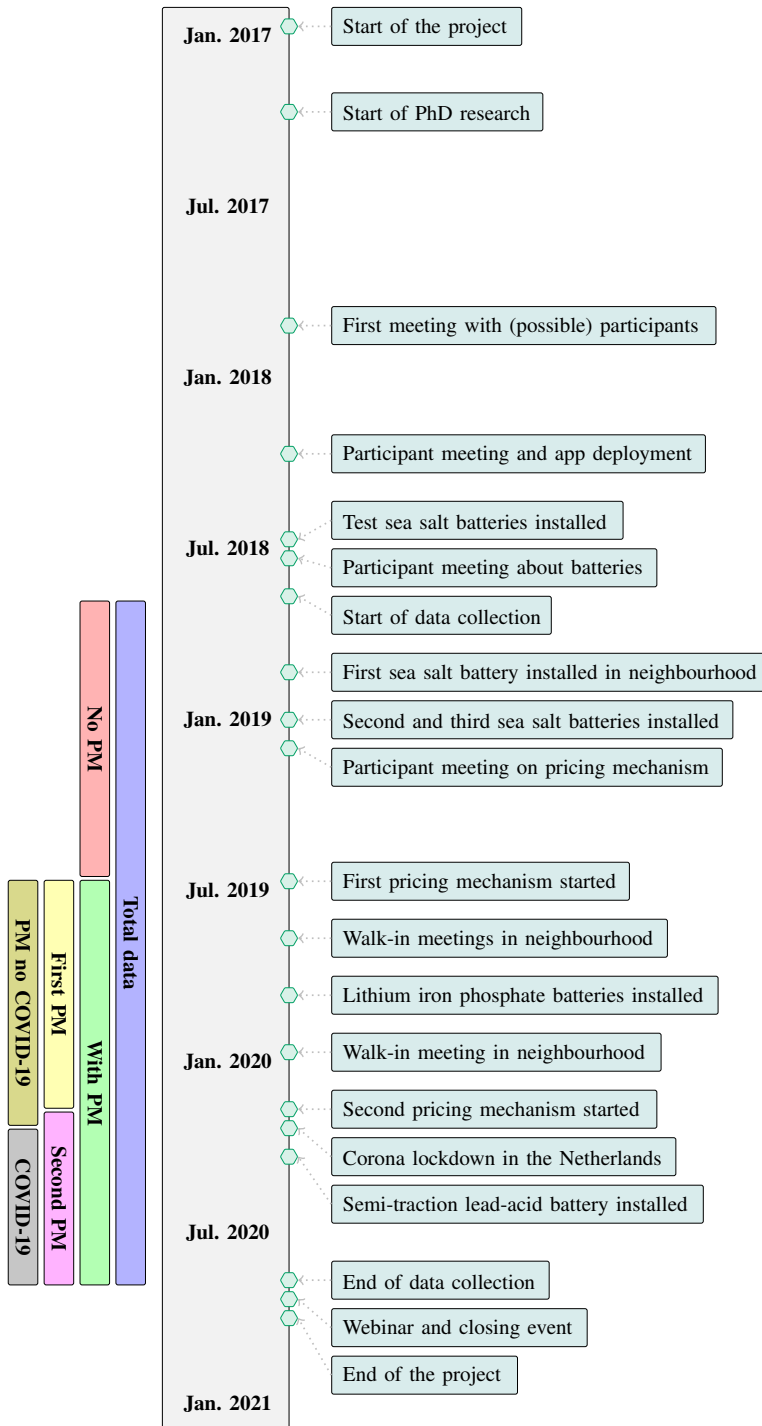 Jan. 2017
Start of the project
Start of PhD research
Jul. 2017
First meeting with (possible) participants
Jan. 2018
Participant meeting and app deployment
Test sea salt batteries installed
Jul. 2018
Participant meeting about batteries
Start of data collection
First sea salt battery installed in neighbourhood
Jan. 2019
Second and third sea salt batteries installed
Participant meeting on pricing mechanism
First pricing mechanism started
Jul. 2019
Walk-in meetings in neighbourhood
Lithium iron phosphate batteries installed
Jan. 2020
Walk-in meeting in neighbourhood
Second pricing mechanism started
Corona lockdown in the Netherlands
Semi-traction lead-acid battery installed
Jul. 2020
End of data collection
Webinar and closing event
End of the project
Jan. 2021
Total data
No PM
With PM
First PM
Second PM
PM no COVID-19
COVID-19